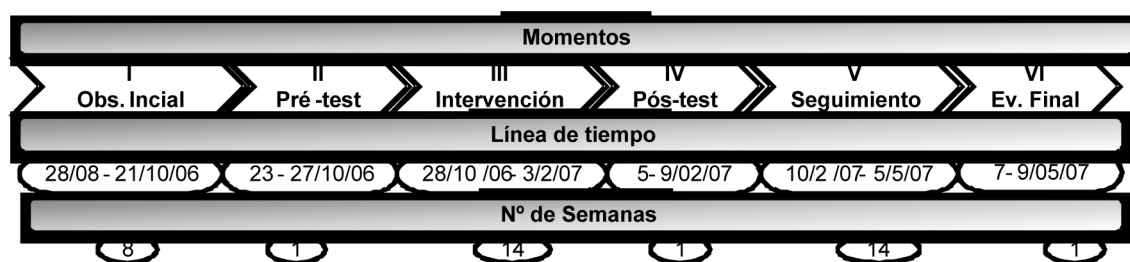 Momentos
I II III IV V VI
Obs. Incial Pré -test Intervención Pós-test Seguimiento Ev. Final
Línea de tiempo
28/08 - 21/10/06 23 - 27/10/06 28/10 /06- 3/2/07 5- 9/02/07 10/2 /07- 5/5/07 7- 9/05/07
Nº de Semanas
8 1 14 1 14 1